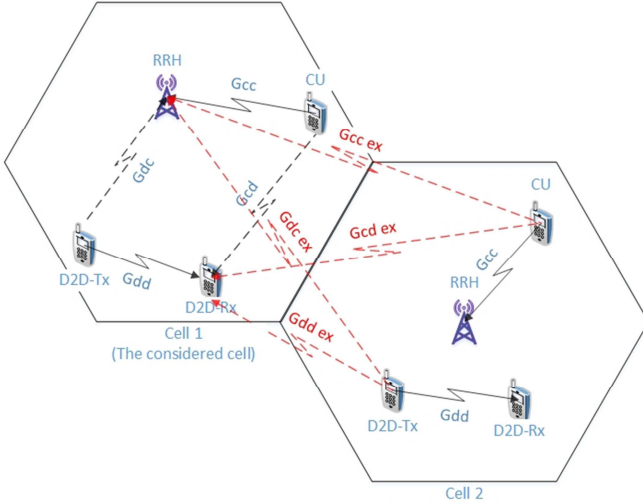 RRH
Gcc
CU
Gcc ex
Gdc
Gcd
CU
Gdc ex
Gcd ex
Gcc
D2D-Tx
Gdd
RRH
D2D-Rx
Cell 1
(The considered cell)
Gdd ex
D2D-Tx
Gdd
D2D-Rx
Cell 2